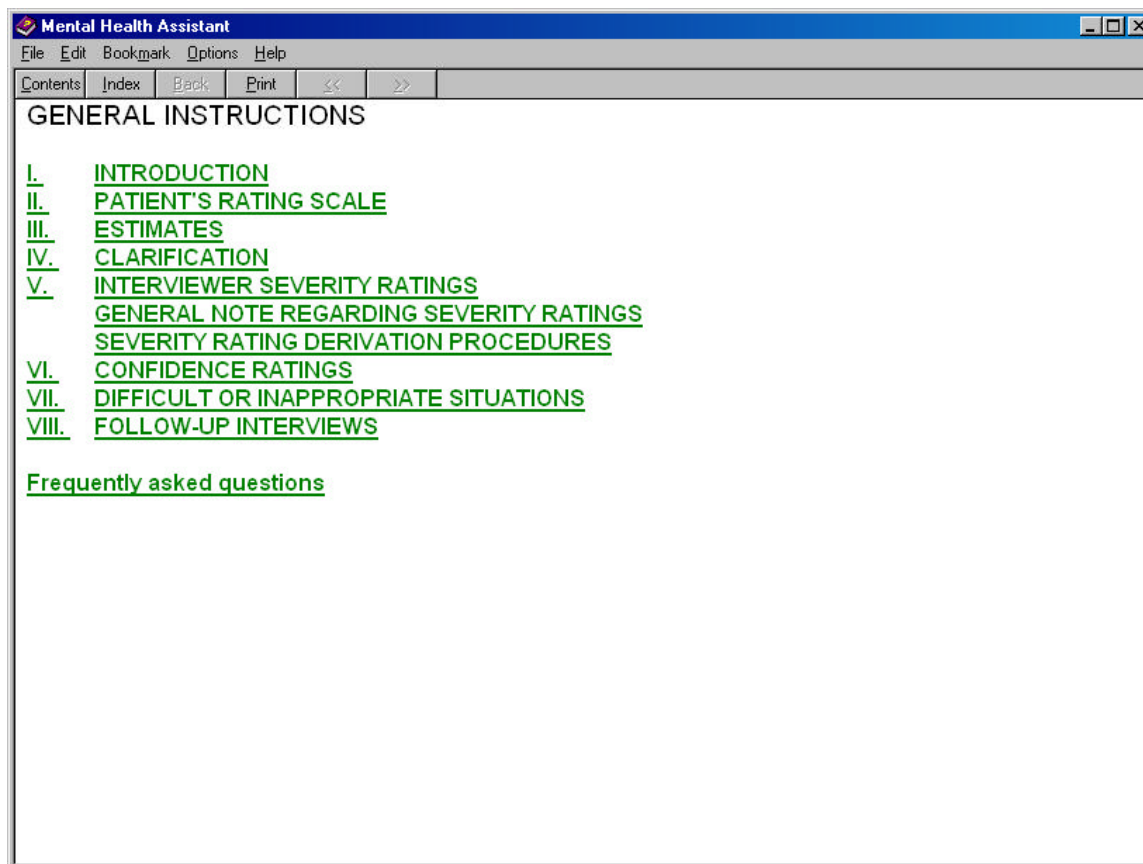 Mental Health Assistant
File Edit Bookmark Options Help
Contents Index Back Print << >>
GENERAL INSTRUCTIONS
I. INTRODUCTION
II. PATIENT'S RATING SCALE
III. ESTIMATES
IV. CLARIFICATION
V. INTERVIEWER SEVERITY RATINGS
GENERAL NOTE REGARDING SEVERITY RATINGS
SEVERITY RATING DERIVATION PROCEDURES
VI. CONFIDENCE RATINGS
VII. DIFFICULT OR INAPPROPRIATE SITUATIONS
VIII. FOLLOW-UP INTERVIEWS
Frequently asked questions